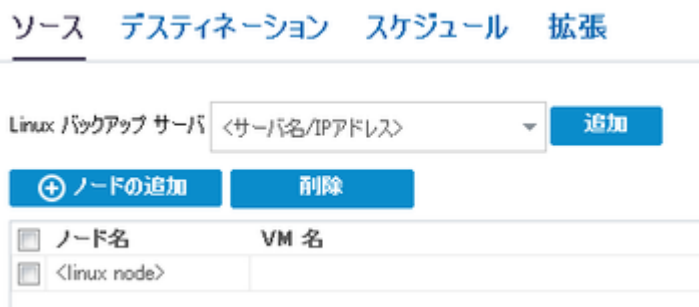 ソース デスティネーション スケジュール 拡張
Linux バックアップ サーバ <サーバ名/IPアドレス> 追加
ノードの追加 削除
ノード名 VM 名
<linux node>